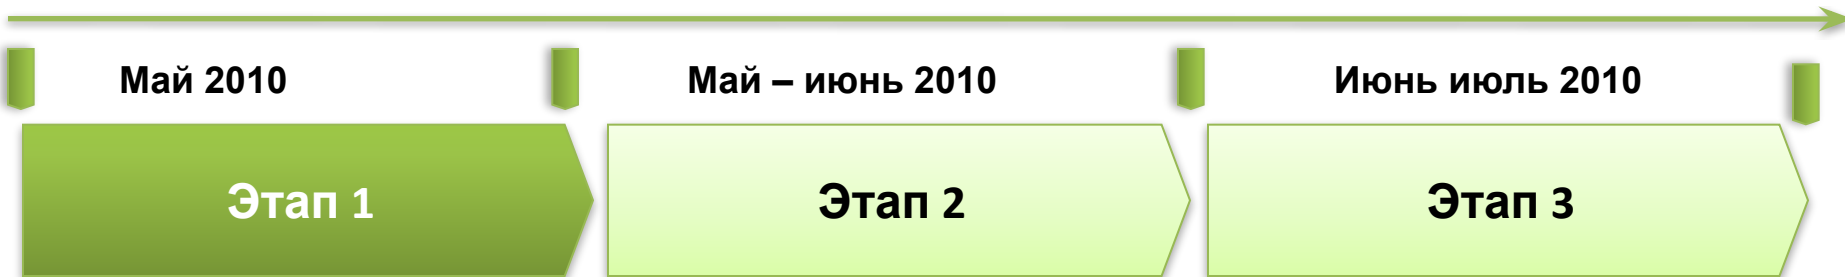 Май 2010
Май – июнь 2010
Июнь июль 2010
Этап 1
Этап 2
Этап 3